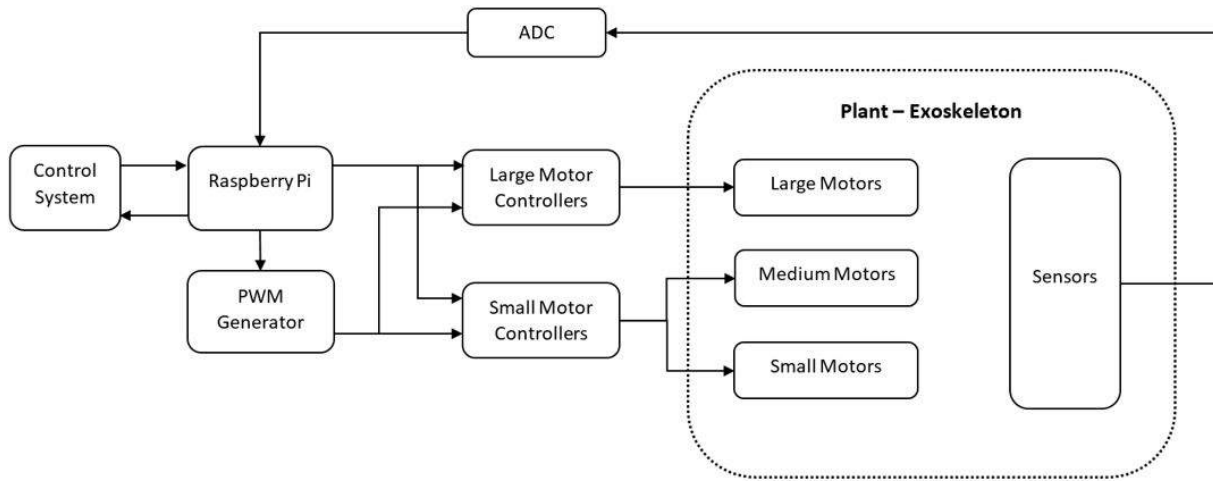 ADC
Plant – Exoskeleton
Control
System
Raspberry Pi
Large Motor
Controllers
Large Motors
PWM
Generator
Small Motor
Controllers
Medium Motors
Small Motors
Sensors